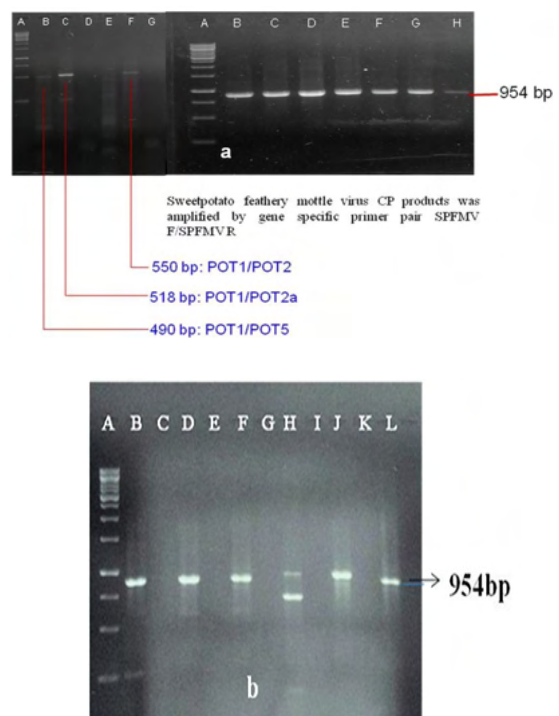 A B C D E F G
A B C D E F G H
954 bp
a
Sweetpotato feathery mottle virus CP products was
amplified by gene specific primer pair SPFMV
F/SPFMVR
550 bp: POT1/POT2
518 bp: POT1/POT2a
490 bp: POT1/POT5
A B C D E F G H I J K L
954bp
b